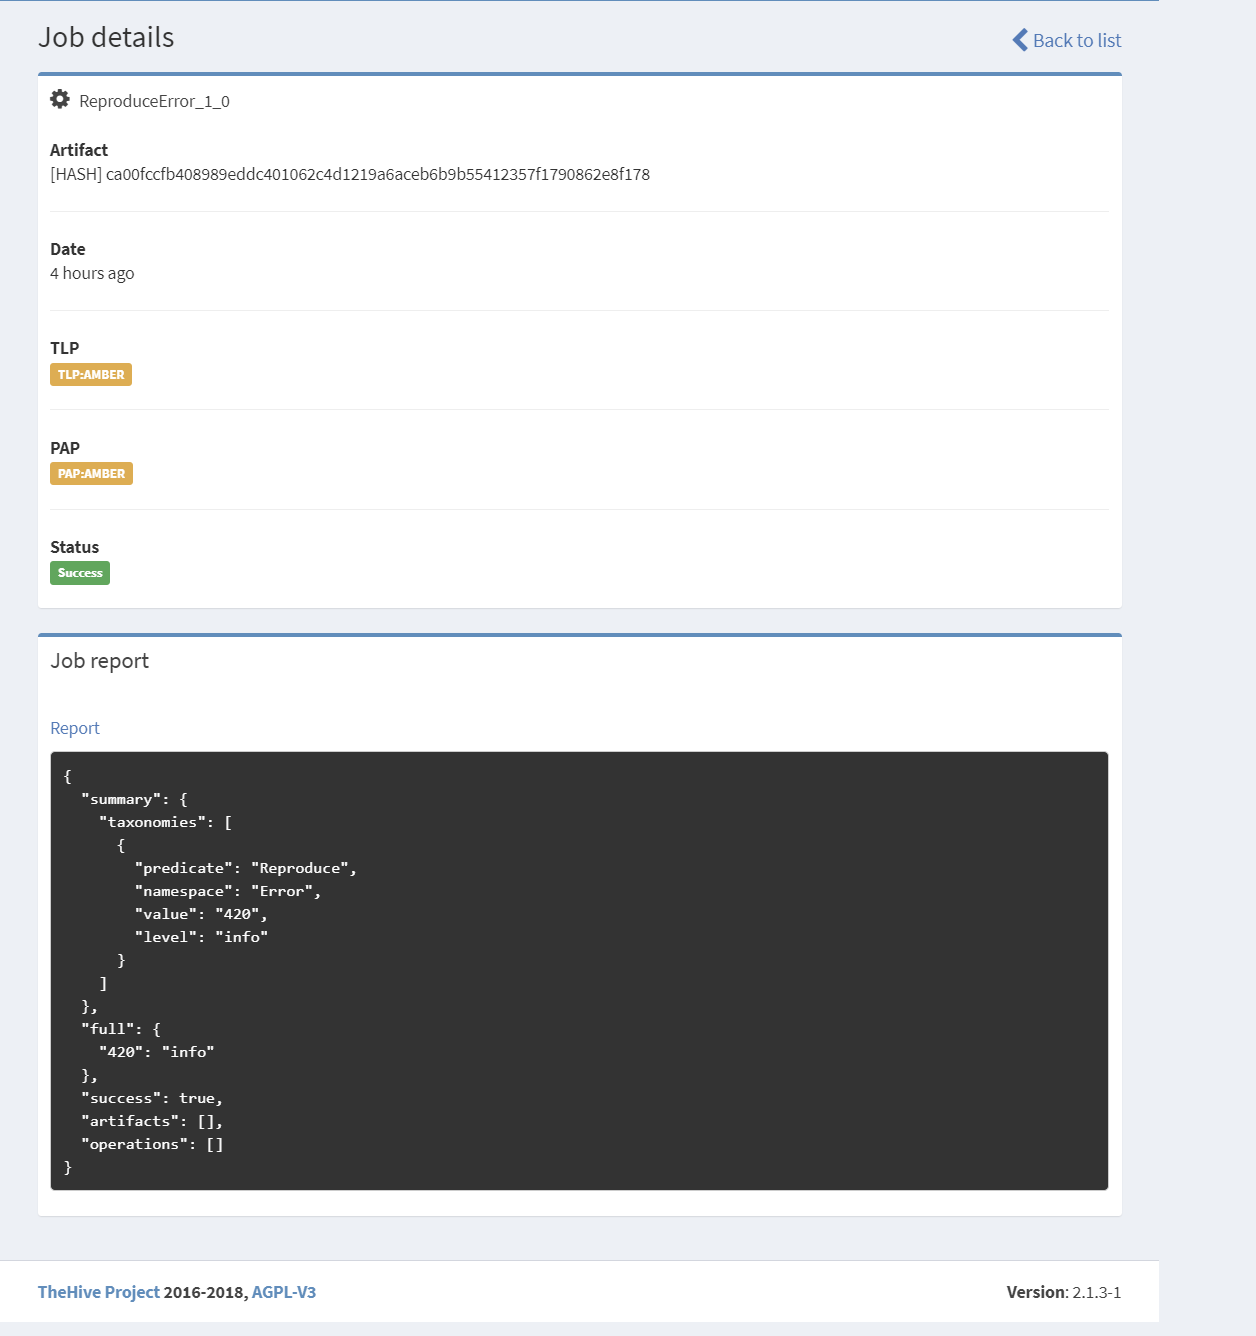 Job details
Back to list
ReproduceError_1_0
Artifact
[HASH] ca00fccfb408989eddc401062c4d1219a6aceb6b9b55412357f1790862e8f178
Date
4 hours ago
TLP
TLP:AMBER
PAP
PAP:AMBER
Status
Success
Job report
Report
{
  "summary": {
    "taxonomies": [
      {
        "predicate": "Reproduce",
        "namespace": "Error",
        "value": "420",
        "level": "info"
      }
    ]
  },
  "full": {
    "420": "info"
  },
  "success": true,
  "artifacts": [],
  "operations": []
}
TheHive Project 2016-2018, AGPL-V3
Version: 2.1.3-1